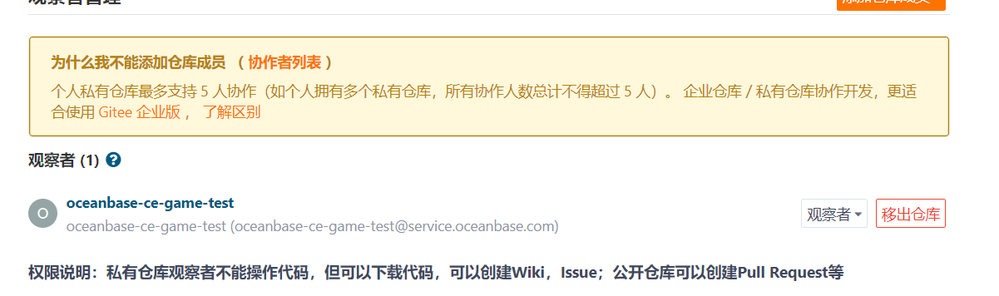 观察者管理
添加仓库成员
为什么我不能添加仓库成员 （ 协作者列表 ）
个人私有仓库最多支持 5 人协作（如个人拥有多个私有仓库，所有协作人数总计不得超过 5 人）。 企业仓库 / 私有仓库协作开发，更适
合使用 Gitee 企业版 ， 了解区别
观察者 (1)
O
oceanbase-ce-game-test
oceanbase-ce-game-test (oceanbase-ce-game-test@service.oceanbase.com)
观察者
移出仓库
权限说明：私有仓库观察者不能操作代码，但可以下载代码，可以创建Wiki，Issue；公开仓库可以创建Pull Request等